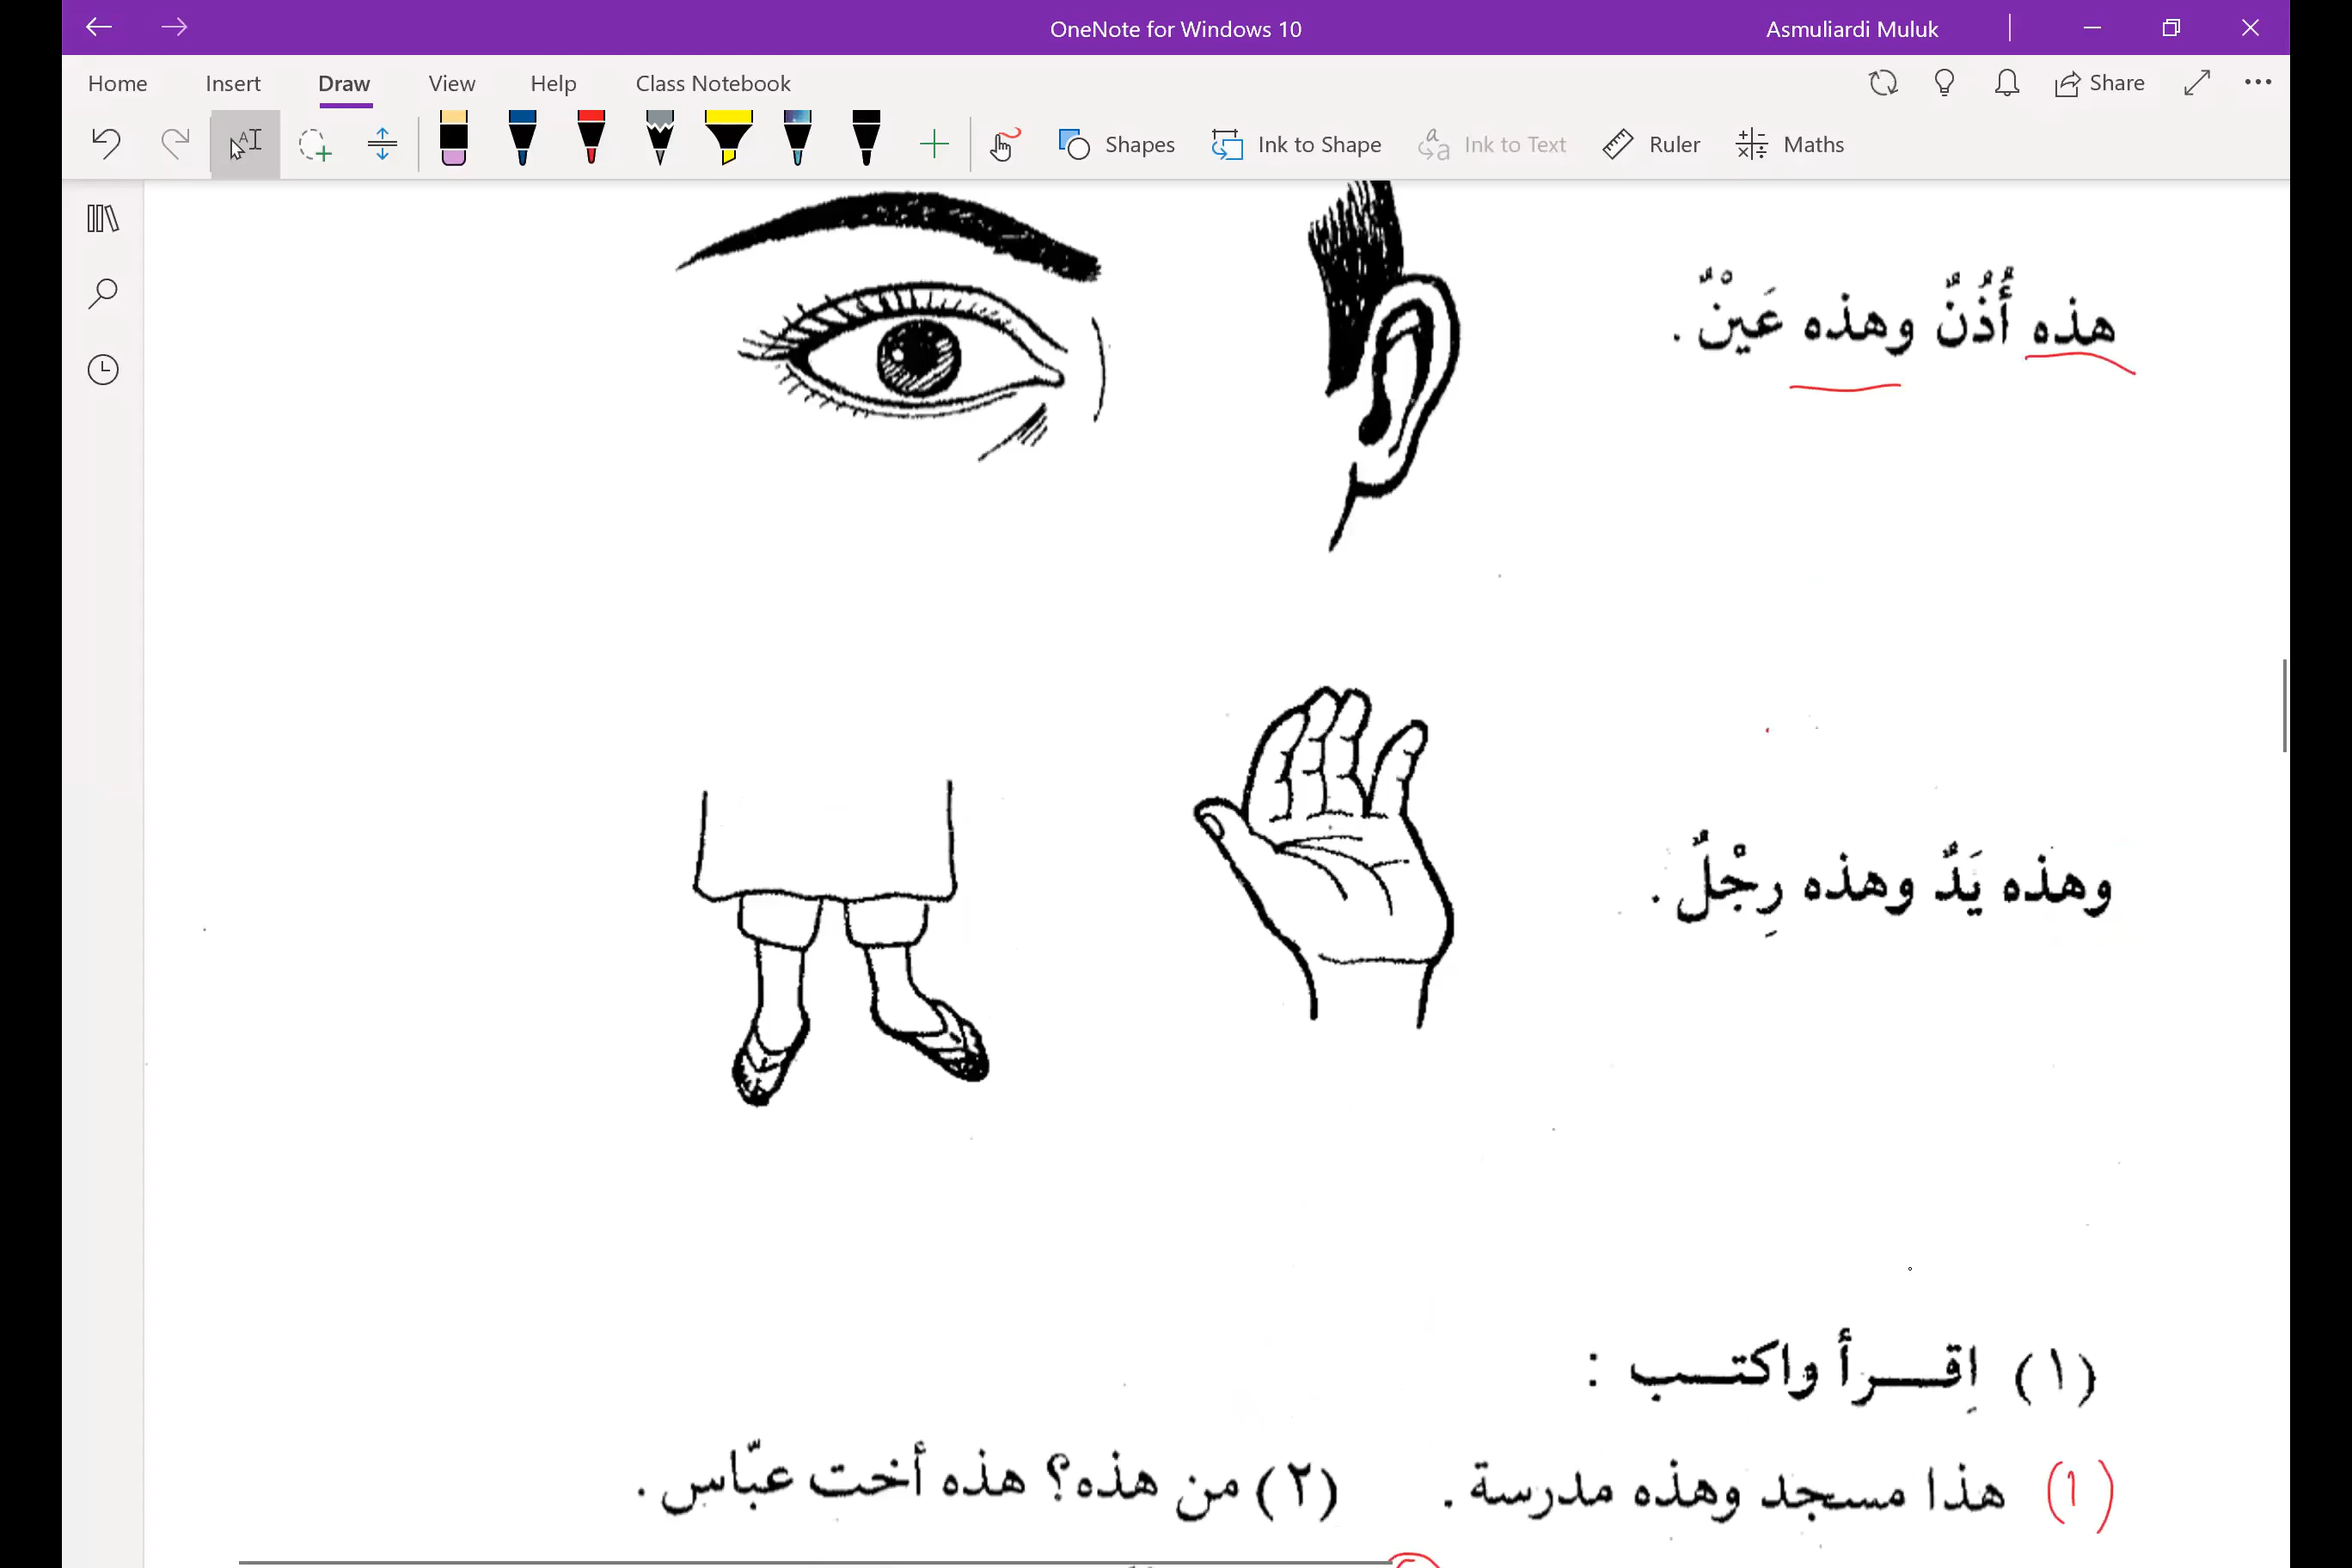 OneNote for Windows 10
Asmuliardi Muluk
Home Insert Draw View Help Class Notebook Share
Shapes Ink to Shape Ink to Text Ruler Maths
هذه أُذُنٌ وهذه عَيْنٌ .
وهذه يَدٌ وهذه رِجْلٌ .
(١) اِقـــرأ واكتـــب :
(١) هذا مسجد وهذه مدرسة .
(٢) من هذه؟ هذه أخت عبّاس .